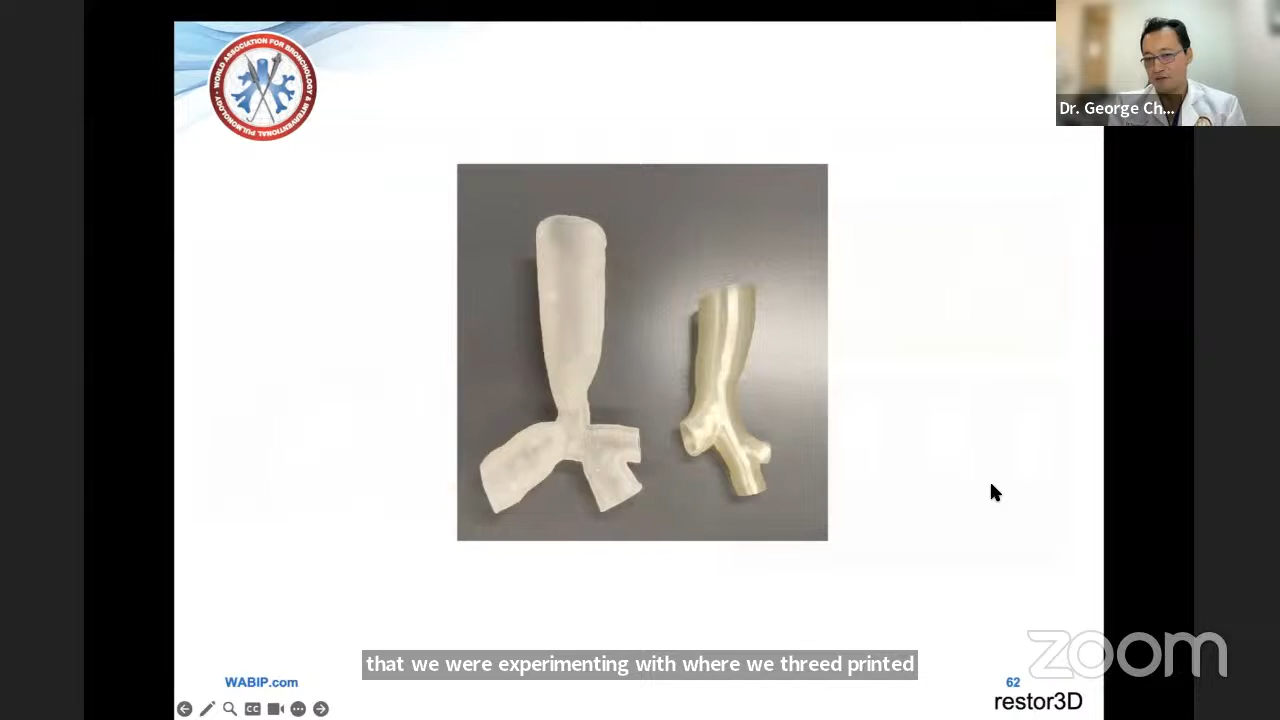 WORLD ASSOCIATION FOR BRONCHOLOGY & INTERVENTIONAL PULMONOLOGY
Dr. George Ch...
that we were experimenting with where we threed printed
zoom
WABIP.com
62
restor3D
CC